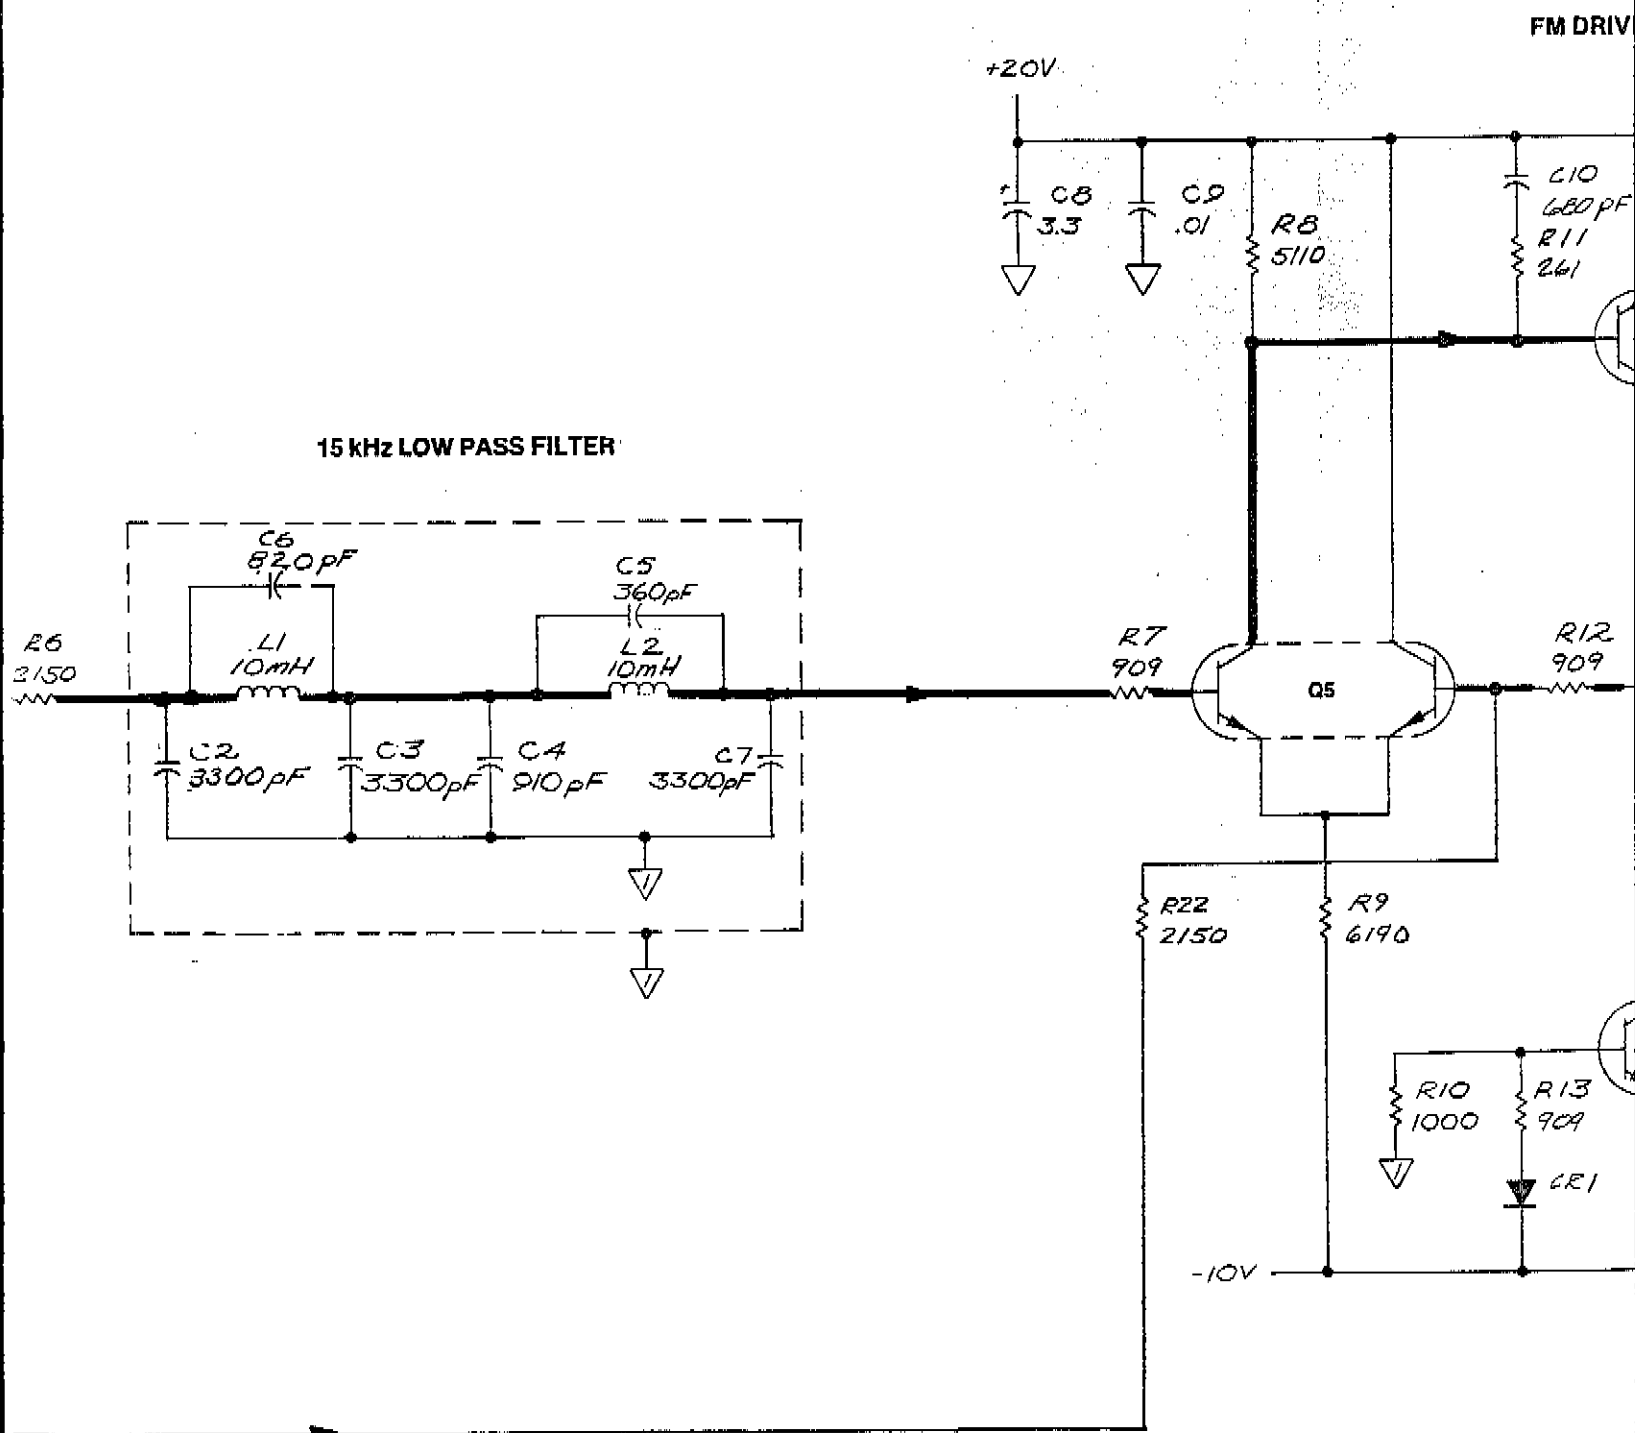 FM DRIV
+20V
C8
3.3
C9
.01
R8
5110
C10
680pF
R11
261
15 kHz LOW PASS FILTER
C6
820pF
C5
360pF
R6
2150
L1
10mH
L2
10mH
R7
909
Q5
R12
909
C2
3300pF
C3
3300pF
C4
910pF
C7
3300pF
R22
2150
R9
6190
R10
1000
R13
909
CR1
-10V